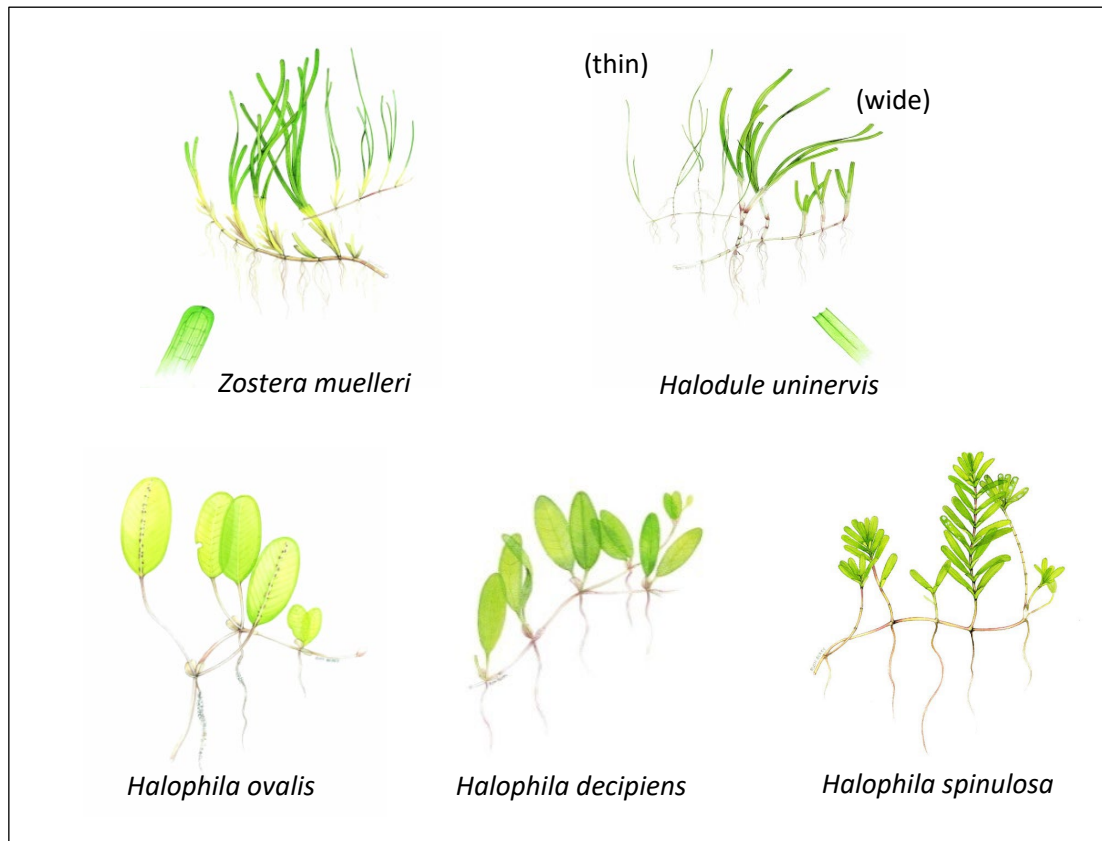 (thin)
(wide)
Zostera muelleri
Halodule uninervis
Halophila ovalis
Halophila decipiens
Halophila spinulosa